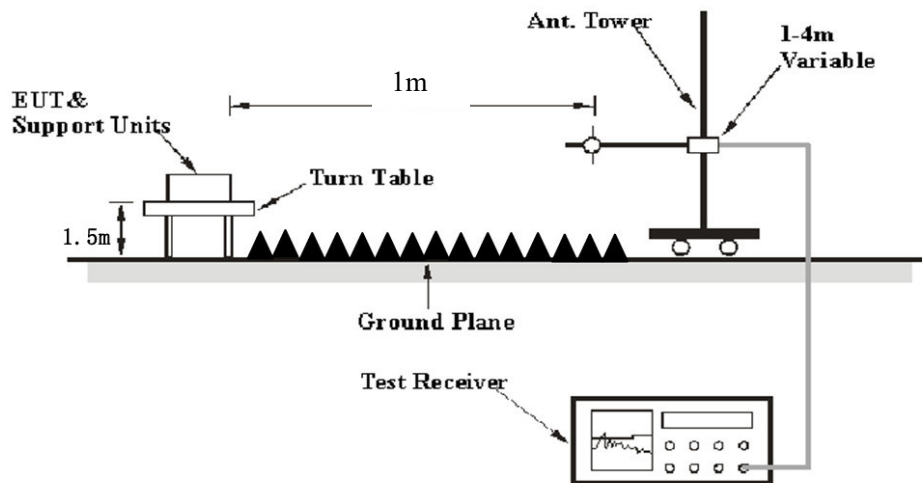 Ant. Tower
1-4m
Variable
1m
EUT&
Support Units
Turn Table
1.5m
Ground Plane
Test Receiver